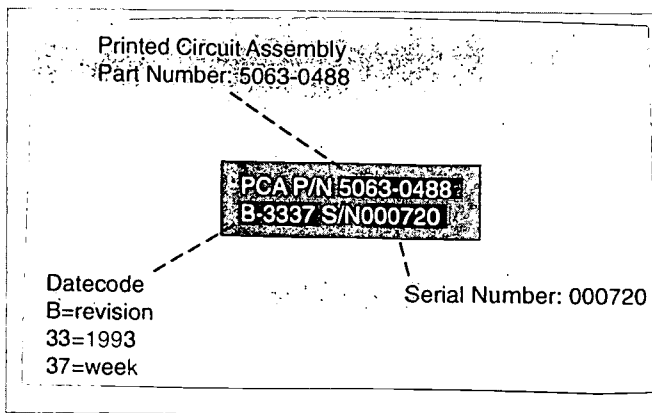 Printed Circuit Assembly
Part Number: 5063-0488
PCA P/N 5063-0488
B-3337 S/N000720
Datecode
B=revision
33=1993
37=week
Serial Number: 000720